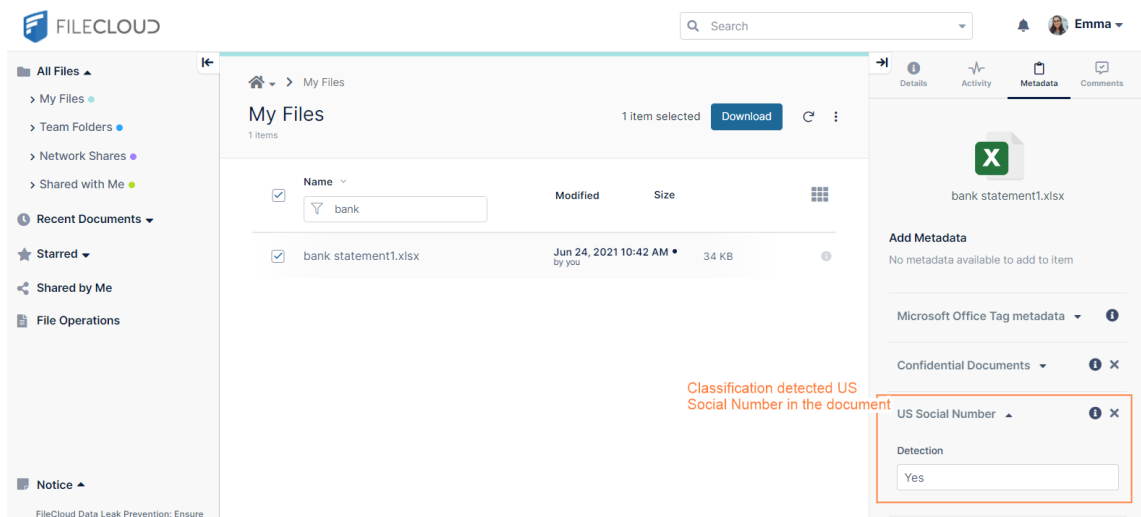 FILECLOUD
Search
Emma
All Files
My Files
Team Folders
Network Shares
Shared with Me
Recent Documents
Starred
Shared by Me
File Operations
Notice
FileCloud Data Leak Prevention: Ensure
My Files
My Files
1 items
1 item selected
Download
Name
Modified
Size
bank
bank statement1.xlsx
Jun 24, 2021 10:42 AM
by you
34 KB
Classification detected US
Social Number in the document
Details
Activity
Metadata
Comments
X
bank statement1.xlsx
Add Metadata
No metadata available to add to item
Microsoft Office Tag metadata
Confidential Documents
US Social Number
Detection
Yes